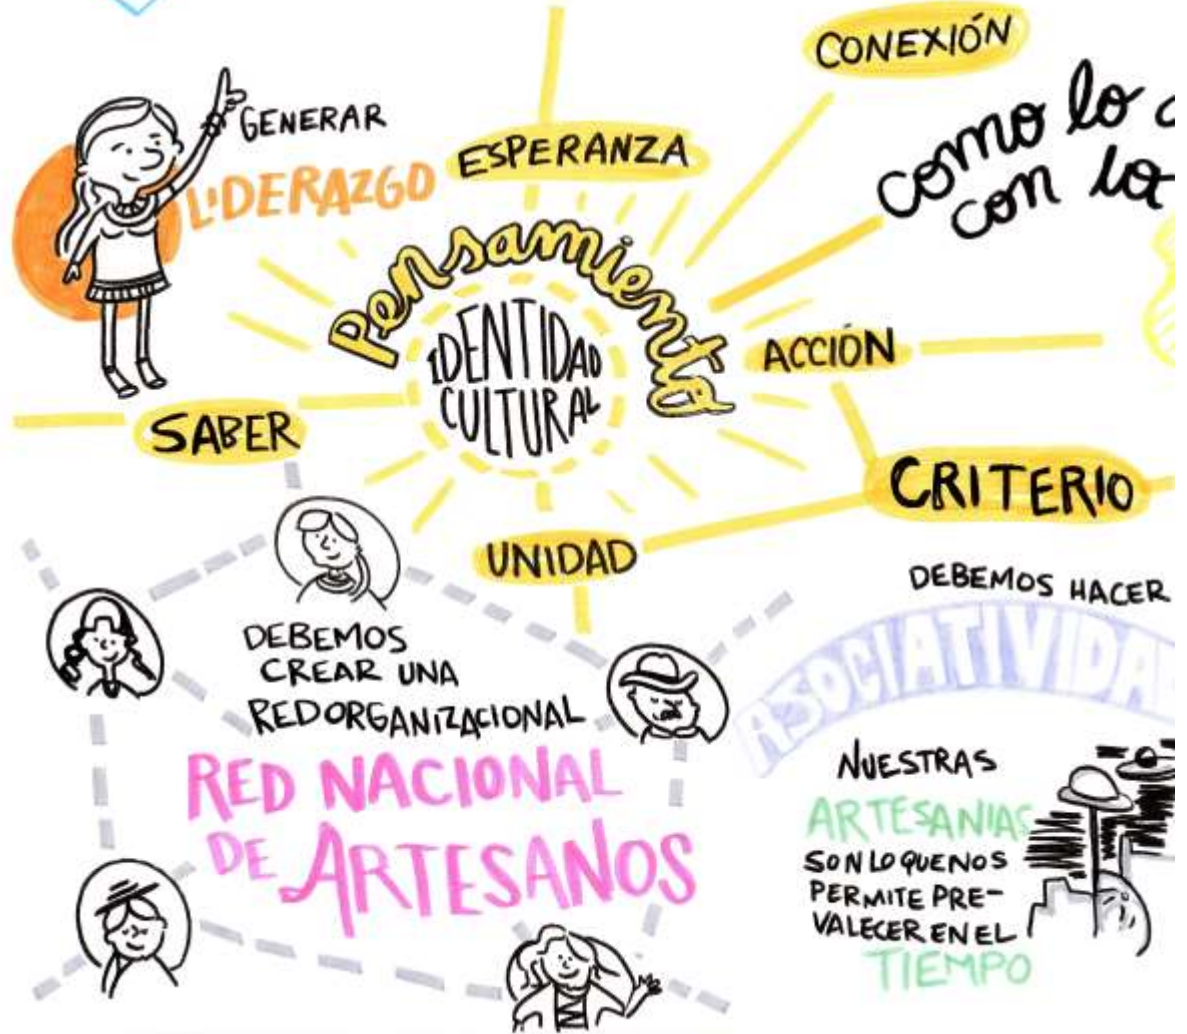 CONEXIÓN
como lo
con la
GENERAR
LIDERAZGO
ESPERANZA
Pensamiento
IDENTIDAD
CULTURAL
ACCIÓN
SABER
CRITERIO
UNIDAD
DEBEMOS
CREAR UNA
RED ORGANIZACIONAL
RED NACIONAL
DE ARTESANOS
DEBEMOS HACER
ASOCIATIVIDA
NUESTRAS
ARTESANIAS
SON LO QUE NOS
PERMITE PRE-
VALECER EN EL
TIEMPO